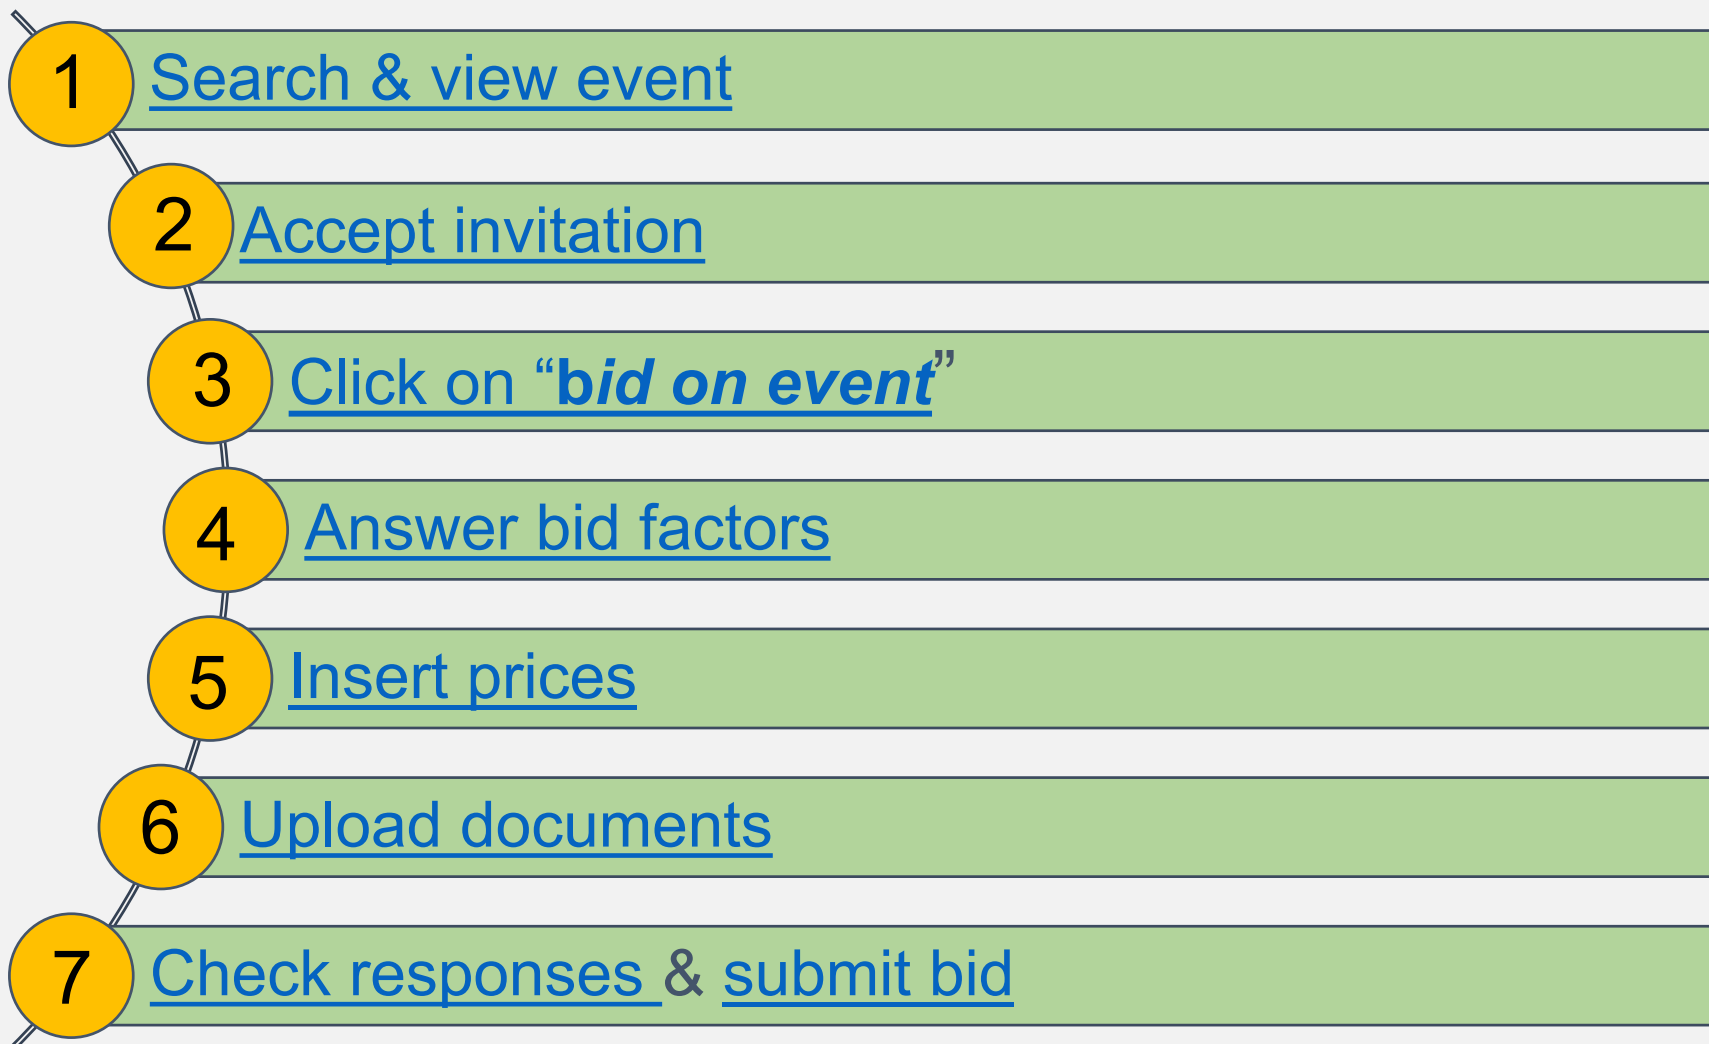 1 Search & view event
2 Accept invitation
3 Click on “bid on event”
4 Answer bid factors
5 Insert prices
6 Upload documents
7 Check responses & submit bid